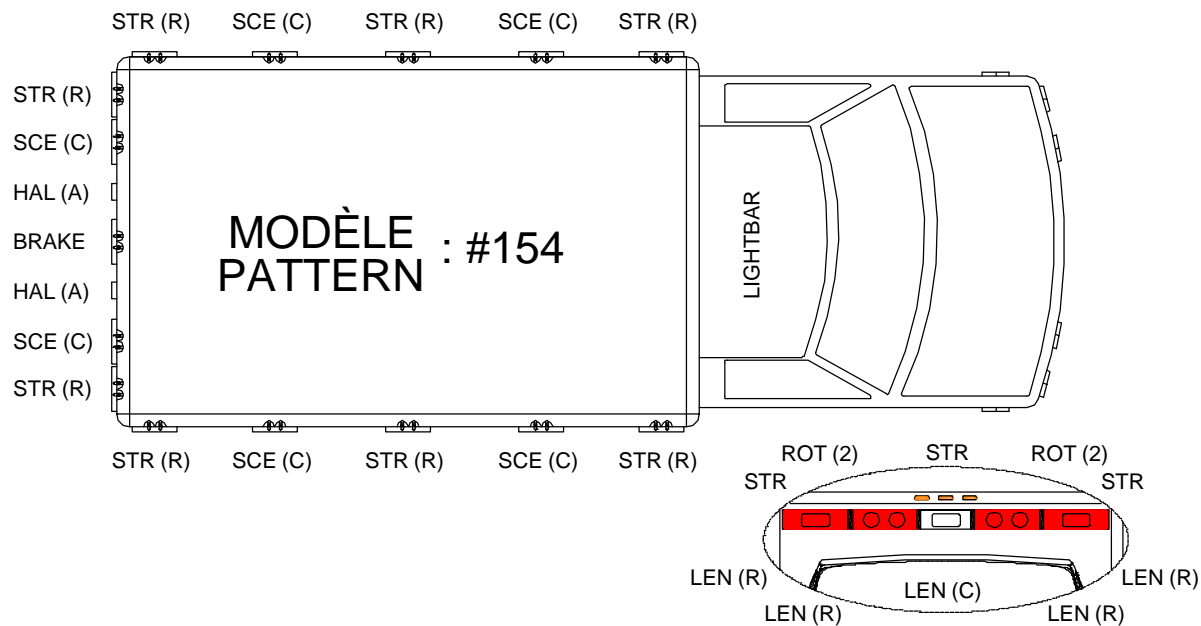 STR (R) SCE (C) STR (R) SCE (C) STR (R)
STR (R)
SCE (C)
HAL (A)
BRAKE
HAL (A)
SCE (C)
STR (R)
MODÈLE
PATTERN : #154
LIGHTBAR
STR (R) SCE (C) STR (R) SCE (C) STR (R)
ROT (2) STR ROT (2)
STR STR
LEN (R) LEN (C) LEN (R)
LEN (R) LEN (R)